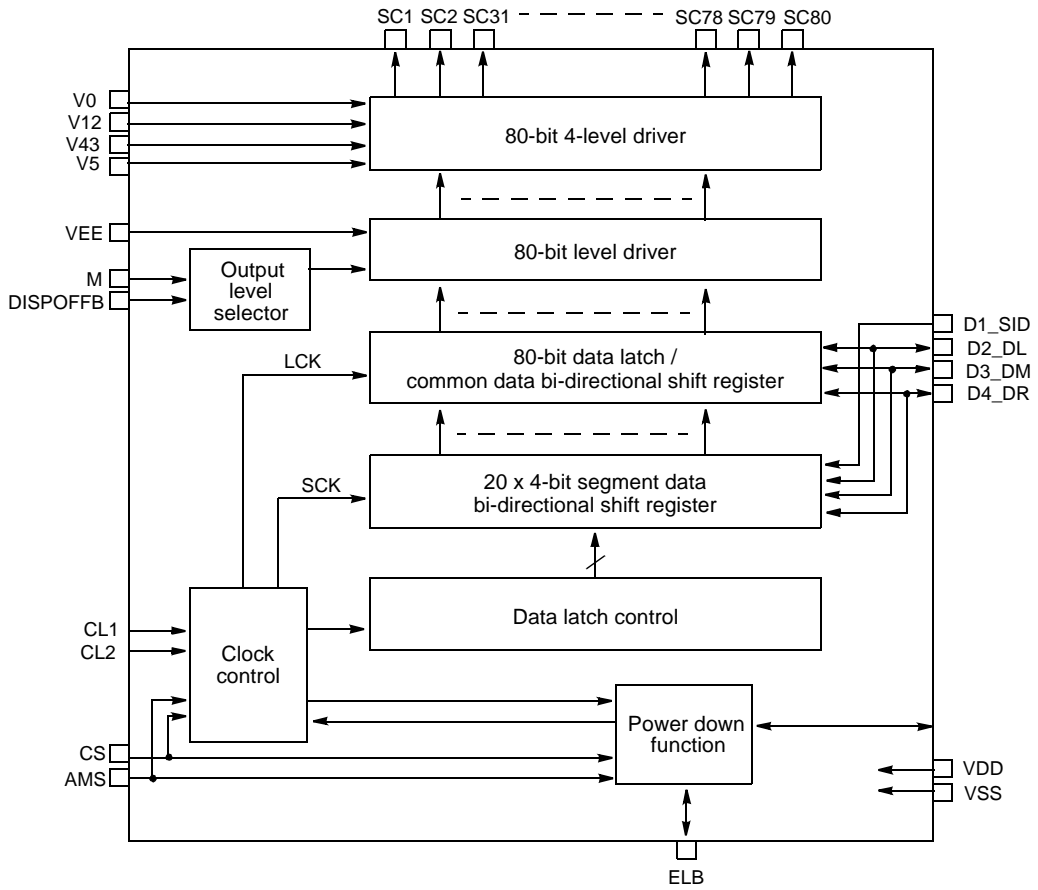 SC1 SC2 SC31 SC78 SC79 SC80
V0
V12
V43
V5
80-bit 4-level driver
VEE
80-bit level driver
M
DISPOFFB
Output
level
selector
D1_SID
D2_DL
D3_DM
D4_DR
LCK
80-bit data latch /
common data bi-directional shift register
SCK
20 x 4-bit segment data
bi-directional shift register
Data latch control
CL1
CL2
Clock
control
Power down
function
CS
AMS
VDD
VSS
ELB